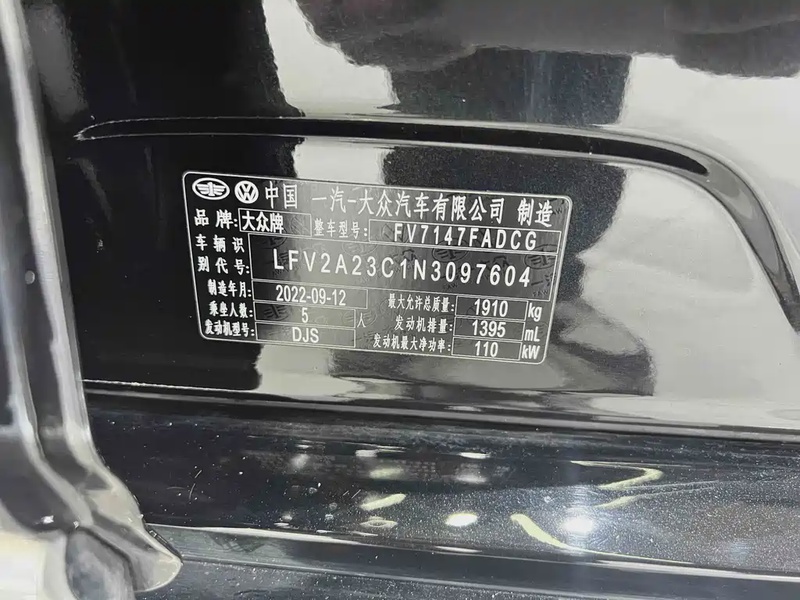 中国 一汽-大众汽车有限公司 制造
品牌: 大众牌 整车型号: FV7147FADCG
车辆识别代号: LFV2A23C1N3097604
制造年月: 2022-09-12 最大允许总质量: 1910 kg
乘坐人数: 5 人 发动机排量: 1395 mL
发动机型号: DJS 发动机最大净功率: 110 kW